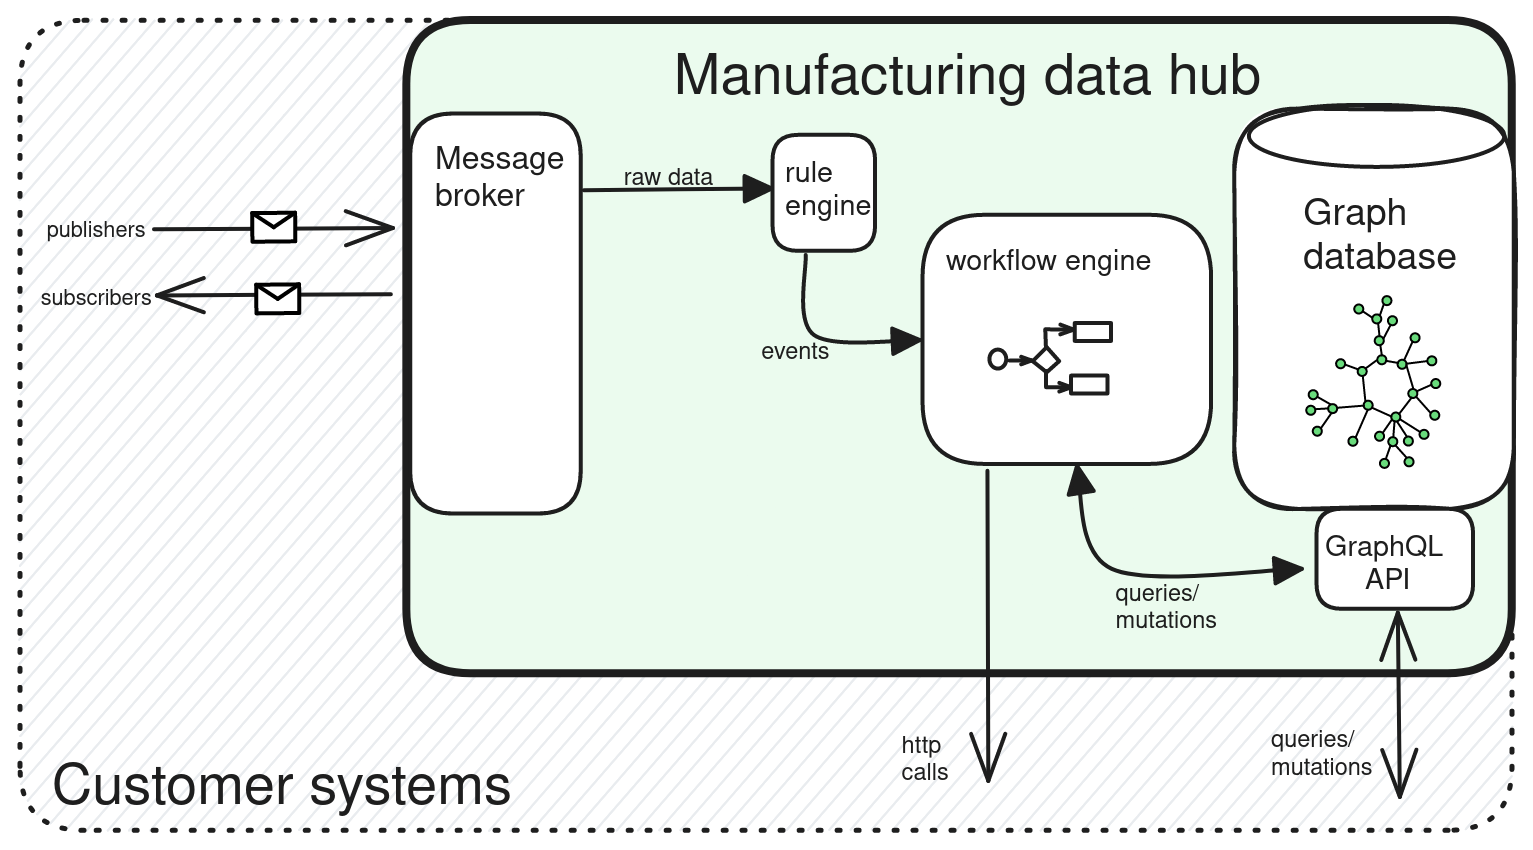 Manufacturing data hub
Message
broker
raw data
rule
engine
publishers
subscribers
events
workflow engine
Graph
database
GraphQL
API
queries/
mutations
http
calls
queries/
mutations
Customer systems